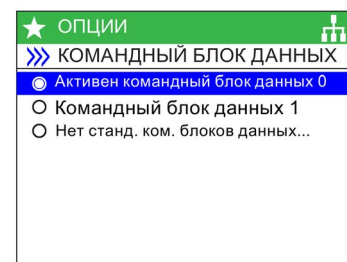 ОПЦИИ
КОМАНДНЫЙ БЛОК ДАННЫХ
Активен командный блок данных 0
Командный блок данных 1
Нет станд. ком. блоков данных...